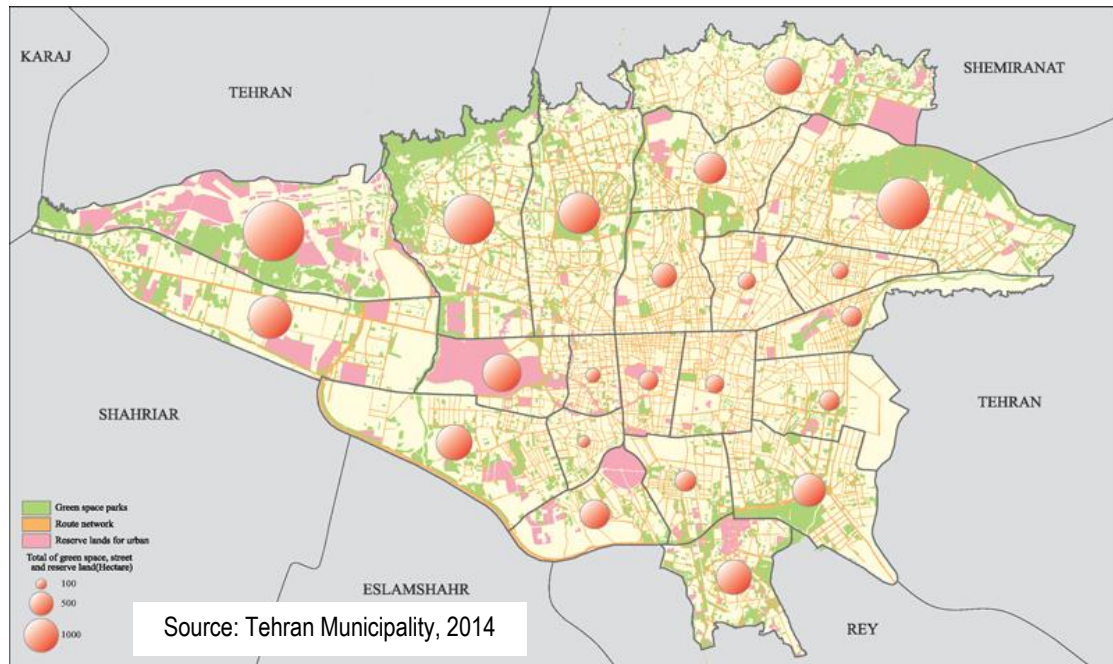 KARAJ
TEHRAN
SHEMIRANAT
SHAHRIAR
TEHRAN
ESLAMSHAHR
REY
Green space parks
Route network
Reserve lands for urban
Total of green space, street
and reserve land(Hectare)
100
500
1000
Source: Tehran Municipality, 2014